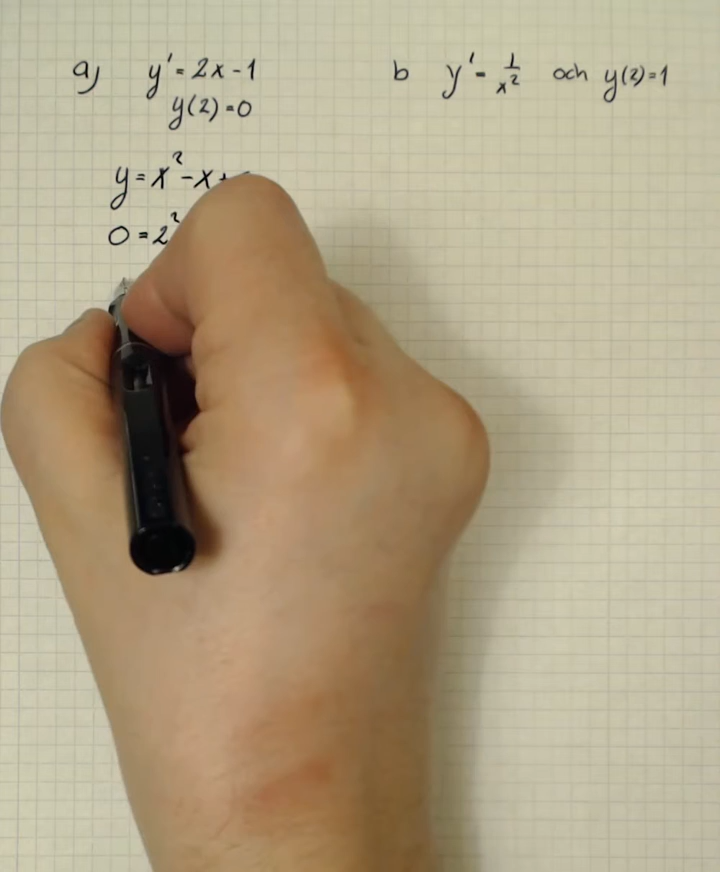 a) y' = 2x - 1
y(2) = 0
y = x² - x +
0 = 2²
b y' = 1/x² och y(2) = 1